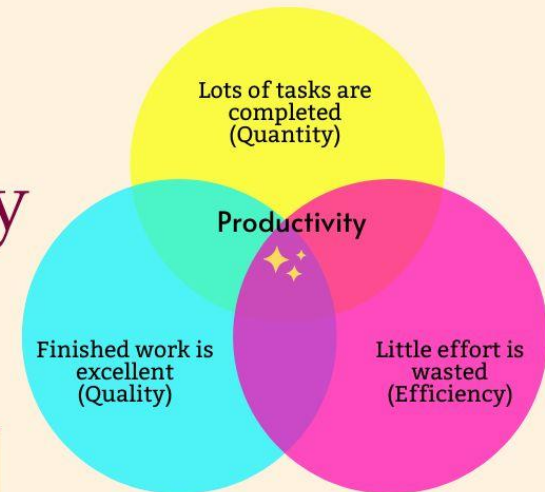 y
Lots of tasks are
completed
(Quantity)
Productivity
Finished work is
excellent
(Quality)
Little effort is
wasted
(Efficiency)